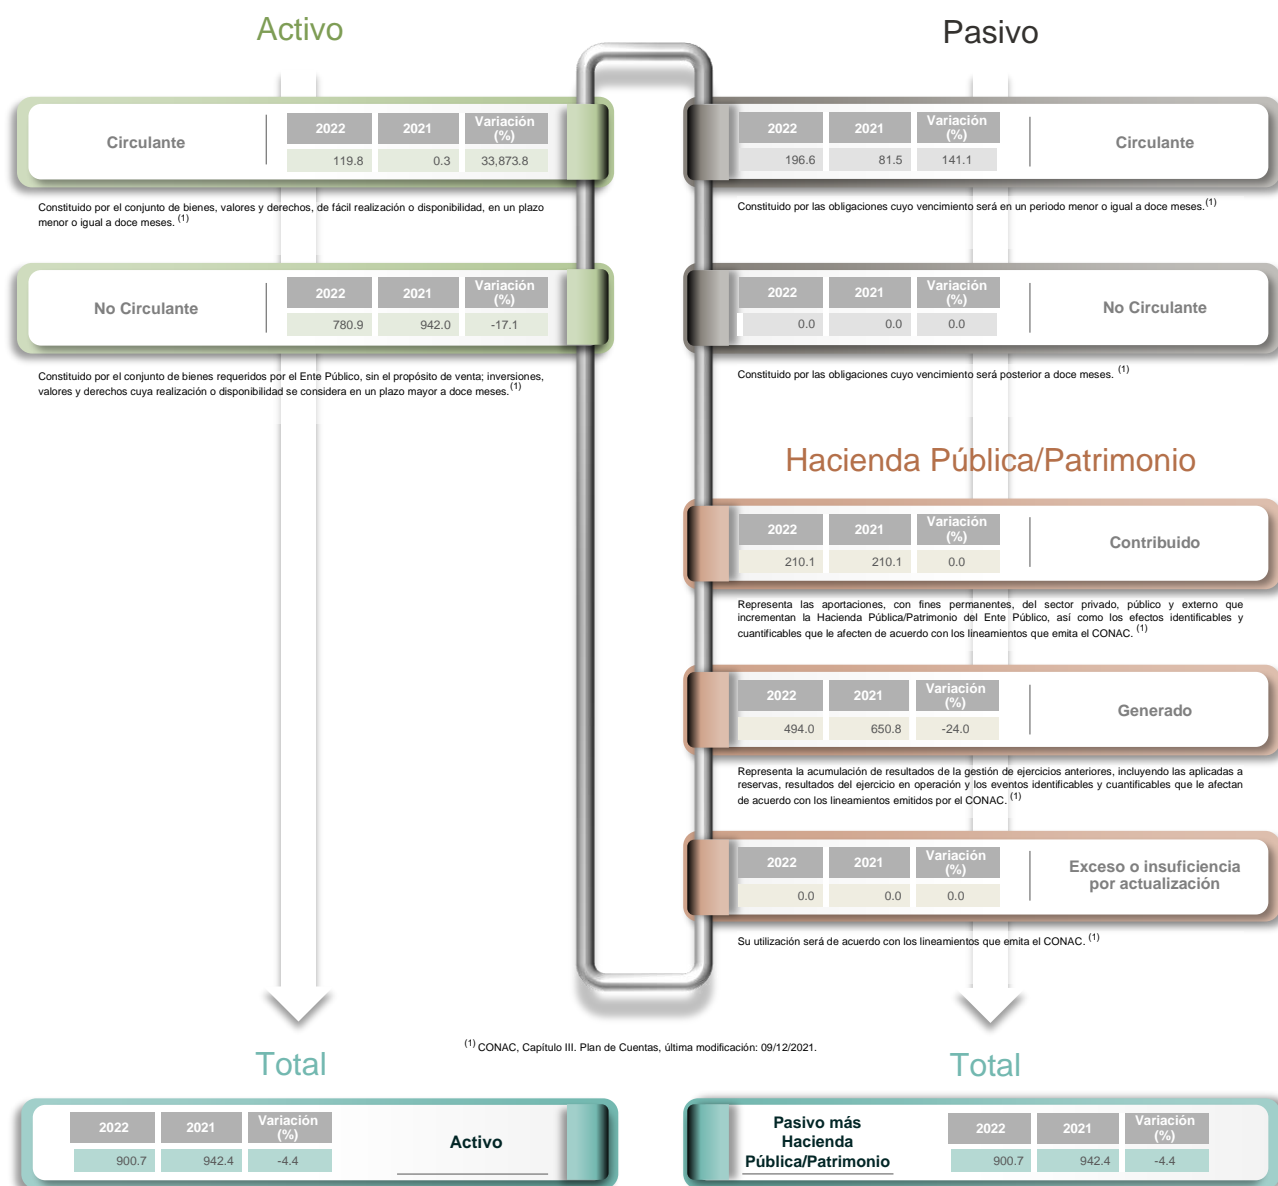 Activo
Circulante
2022 2021 Variación (%)
119.8 0.3 33,873.8
Constituido por el conjunto de bienes, valores y derechos, de fácil realización o disponibilidad, en un plazo
menor o igual a doce meses. (1)
No Circulante
2022 2021 Variación (%)
780.9 942.0 -17.1
Constituido por el conjunto de bienes requeridos por el Ente Público, sin el propósito de venta; inversiones,
valores y derechos cuya realización o disponibilidad se considera en un plazo mayor a doce meses. (1)
Pasivo
2022 2021 Variación (%)
196.6 81.5 141.1
Circulante
Constituido por las obligaciones cuyo vencimiento será en un periodo menor o igual a doce meses. (1)
2022 2021 Variación (%)
0.0 0.0 0.0
No Circulante
Constituido por las obligaciones cuyo vencimiento será posterior a doce meses. (1)
Hacienda Pública/Patrimonio
2022 2021 Variación (%)
210.1 210.1 0.0
Contribuido
Representa las aportaciones, con fines permanentes, del sector privado, público y externo que
incrementan la Hacienda Pública/Patrimonio del Ente Público, así como los efectos identificables y
cuantificables que le afecten de acuerdo con los lineamientos que emita el CONAC. (1)
2022 2021 Variación (%)
494.0 650.8 -24.0
Generado
Representa la acumulación de resultados de la gestión de ejercicios anteriores, incluyendo las aplicadas a
reservas, resultados del ejercicio en operación y los eventos identificables y cuantificables que le afectan
de acuerdo con los lineamientos emitidos por el CONAC. (1)
2022 2021 Variación (%)
0.0 0.0 0.0
Exceso o insuficiencia
por actualización
Su utilización será de acuerdo con los lineamientos que emita el CONAC. (1)
(1) CONAC, Capítulo III. Plan de Cuentas, última modificación: 09/12/2021.
Total
2022 2021 Variación (%)
900.7 942.4 -4.4
Activo
Total
Pasivo más
Hacienda
Pública/Patrimonio
2022 2021 Variación (%)
900.7 942.4 -4.4